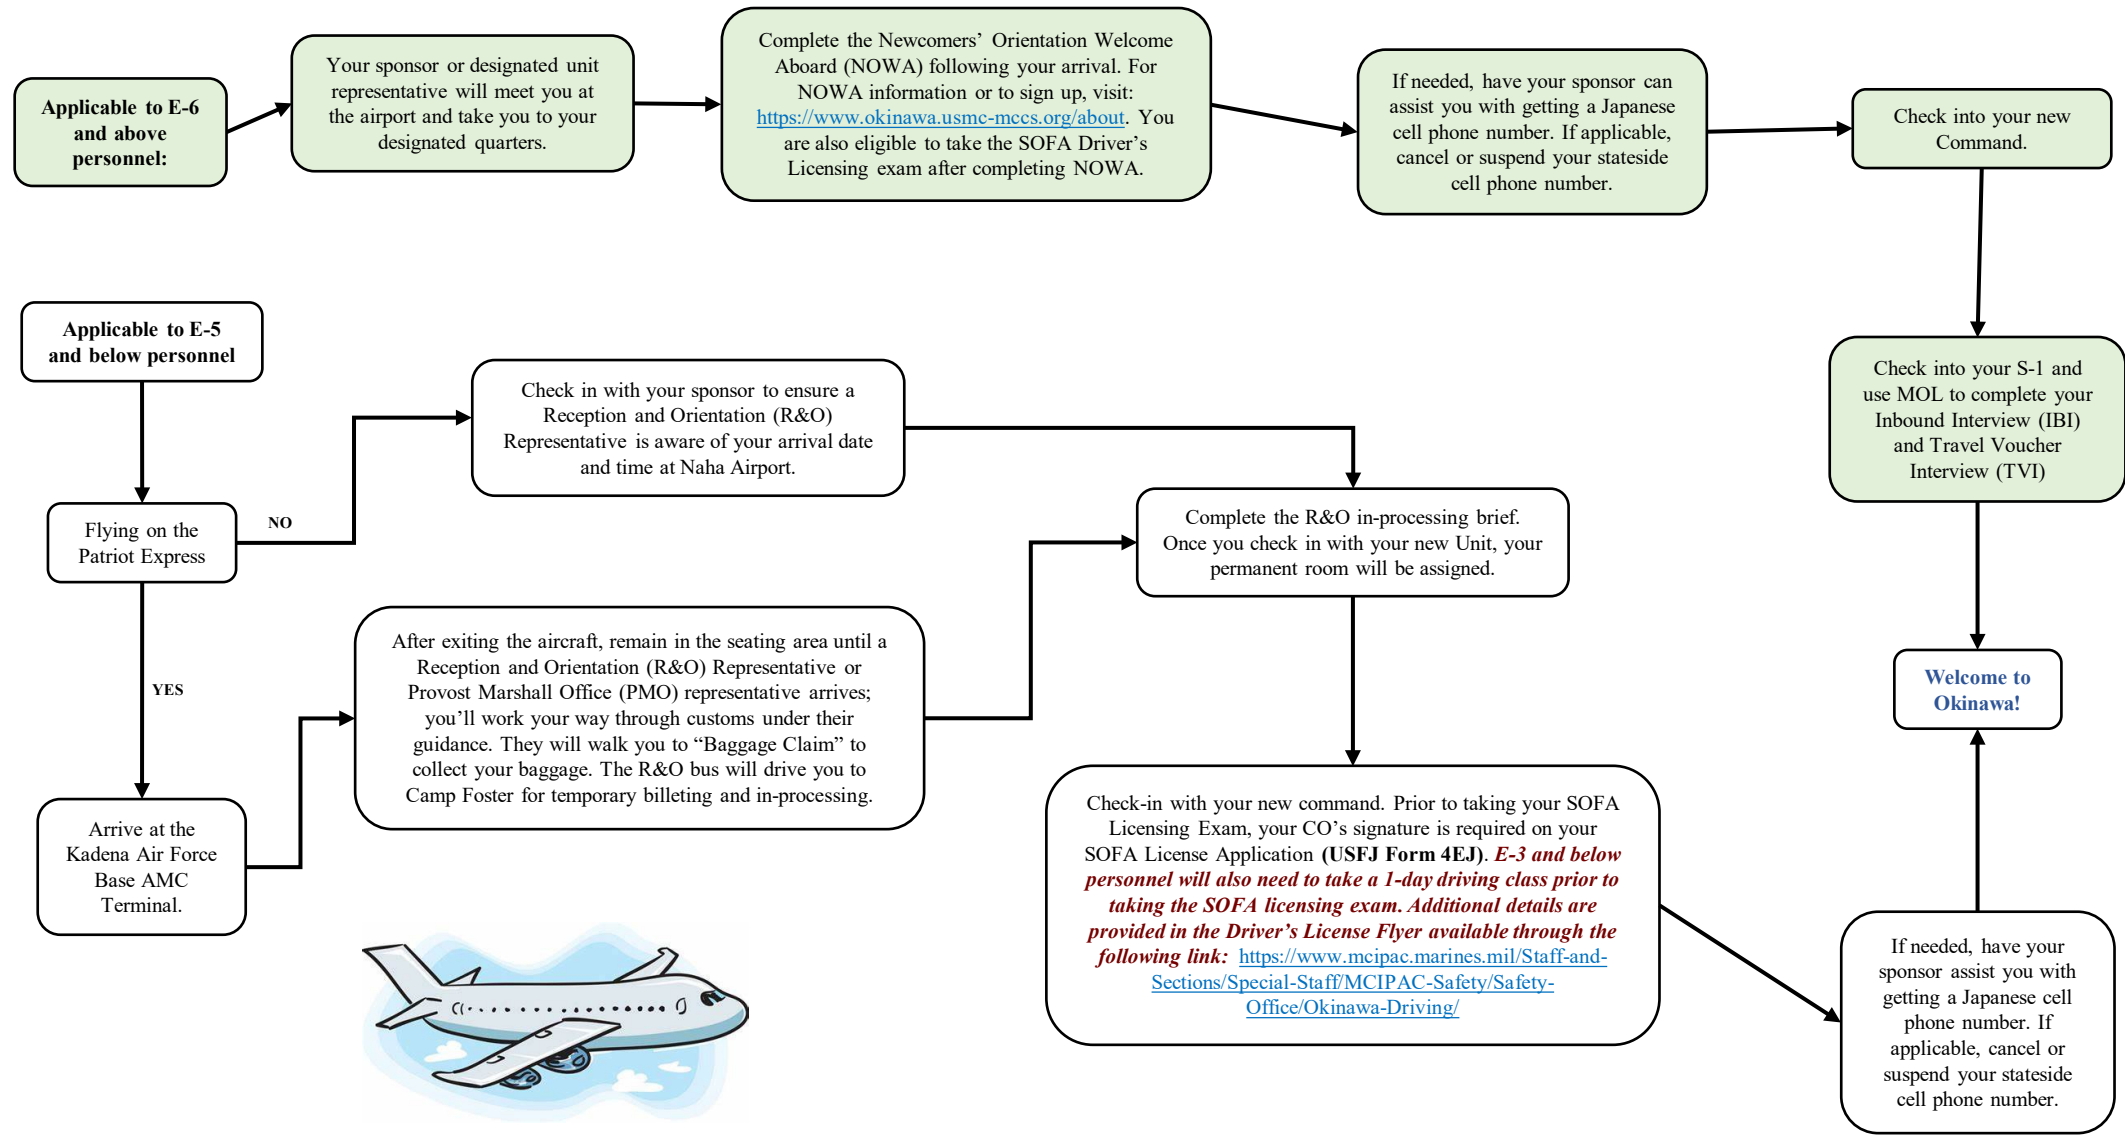 Applicable to E-6
and above
personnel:
Your sponsor or designated unit
representative will meet you at
the airport and take you to your
designated quarters.
Complete the Newcomers' Orientation Welcome
Aboard (NOWA) following your arrival. For
NOWA information or to sign up, visit:
https://www.okinawa.usmc-mccs.org/about. You
are also eligible to take the SOFA Driver's
Licensing exam after completing NOWA.
If needed, have your sponsor can
assist you with getting a Japanese
cell phone number. If applicable,
cancel or suspend your stateside
cell phone number.
Check into your new
Command.
Check into your S-1 and
use MOL to complete your
Inbound Interview (IBI)
and Travel Voucher
Interview (TVI)
Applicable to E-5
and below personnel
Flying on the
Patriot Express
NO
Check in with your sponsor to ensure a
Reception and Orientation (R&O)
Representative is aware of your arrival date
and time at Naha Airport.
YES
Arrive at the
Kadena Air Force
Base AMC
Terminal.
After exiting the aircraft, remain in the seating area until a
Reception and Orientation (R&O) Representative or
Provost Marshall Office (PMO) representative arrives;
you'll work your way through customs under their
guidance. They will walk you to “Baggage Claim” to
collect your baggage. The R&O bus will drive you to
Camp Foster for temporary billeting and in-processing.
Complete the R&O in-processing brief.
Once you check in with your new Unit, your
permanent room will be assigned.
Check-in with your new command. Prior to taking your SOFA
Licensing Exam, your CO's signature is required on your
SOFA License Application (USFJ Form 4EJ). E-3 and below
personnel will also need to take a 1-day driving class prior to
taking the SOFA licensing exam. Additional details are
provided in the Driver's License Flyer available through the
following link: https://www.mcipac.marines.mil/Staff-and-
Sections/Special-Staff/MCIPAC-Safety/Safety-
Office/Okinawa-Driving/
If needed, have your
sponsor assist you with
getting a Japanese cell
phone number. If
applicable, cancel or
suspend your stateside
cell phone number.
Welcome to
Okinawa!